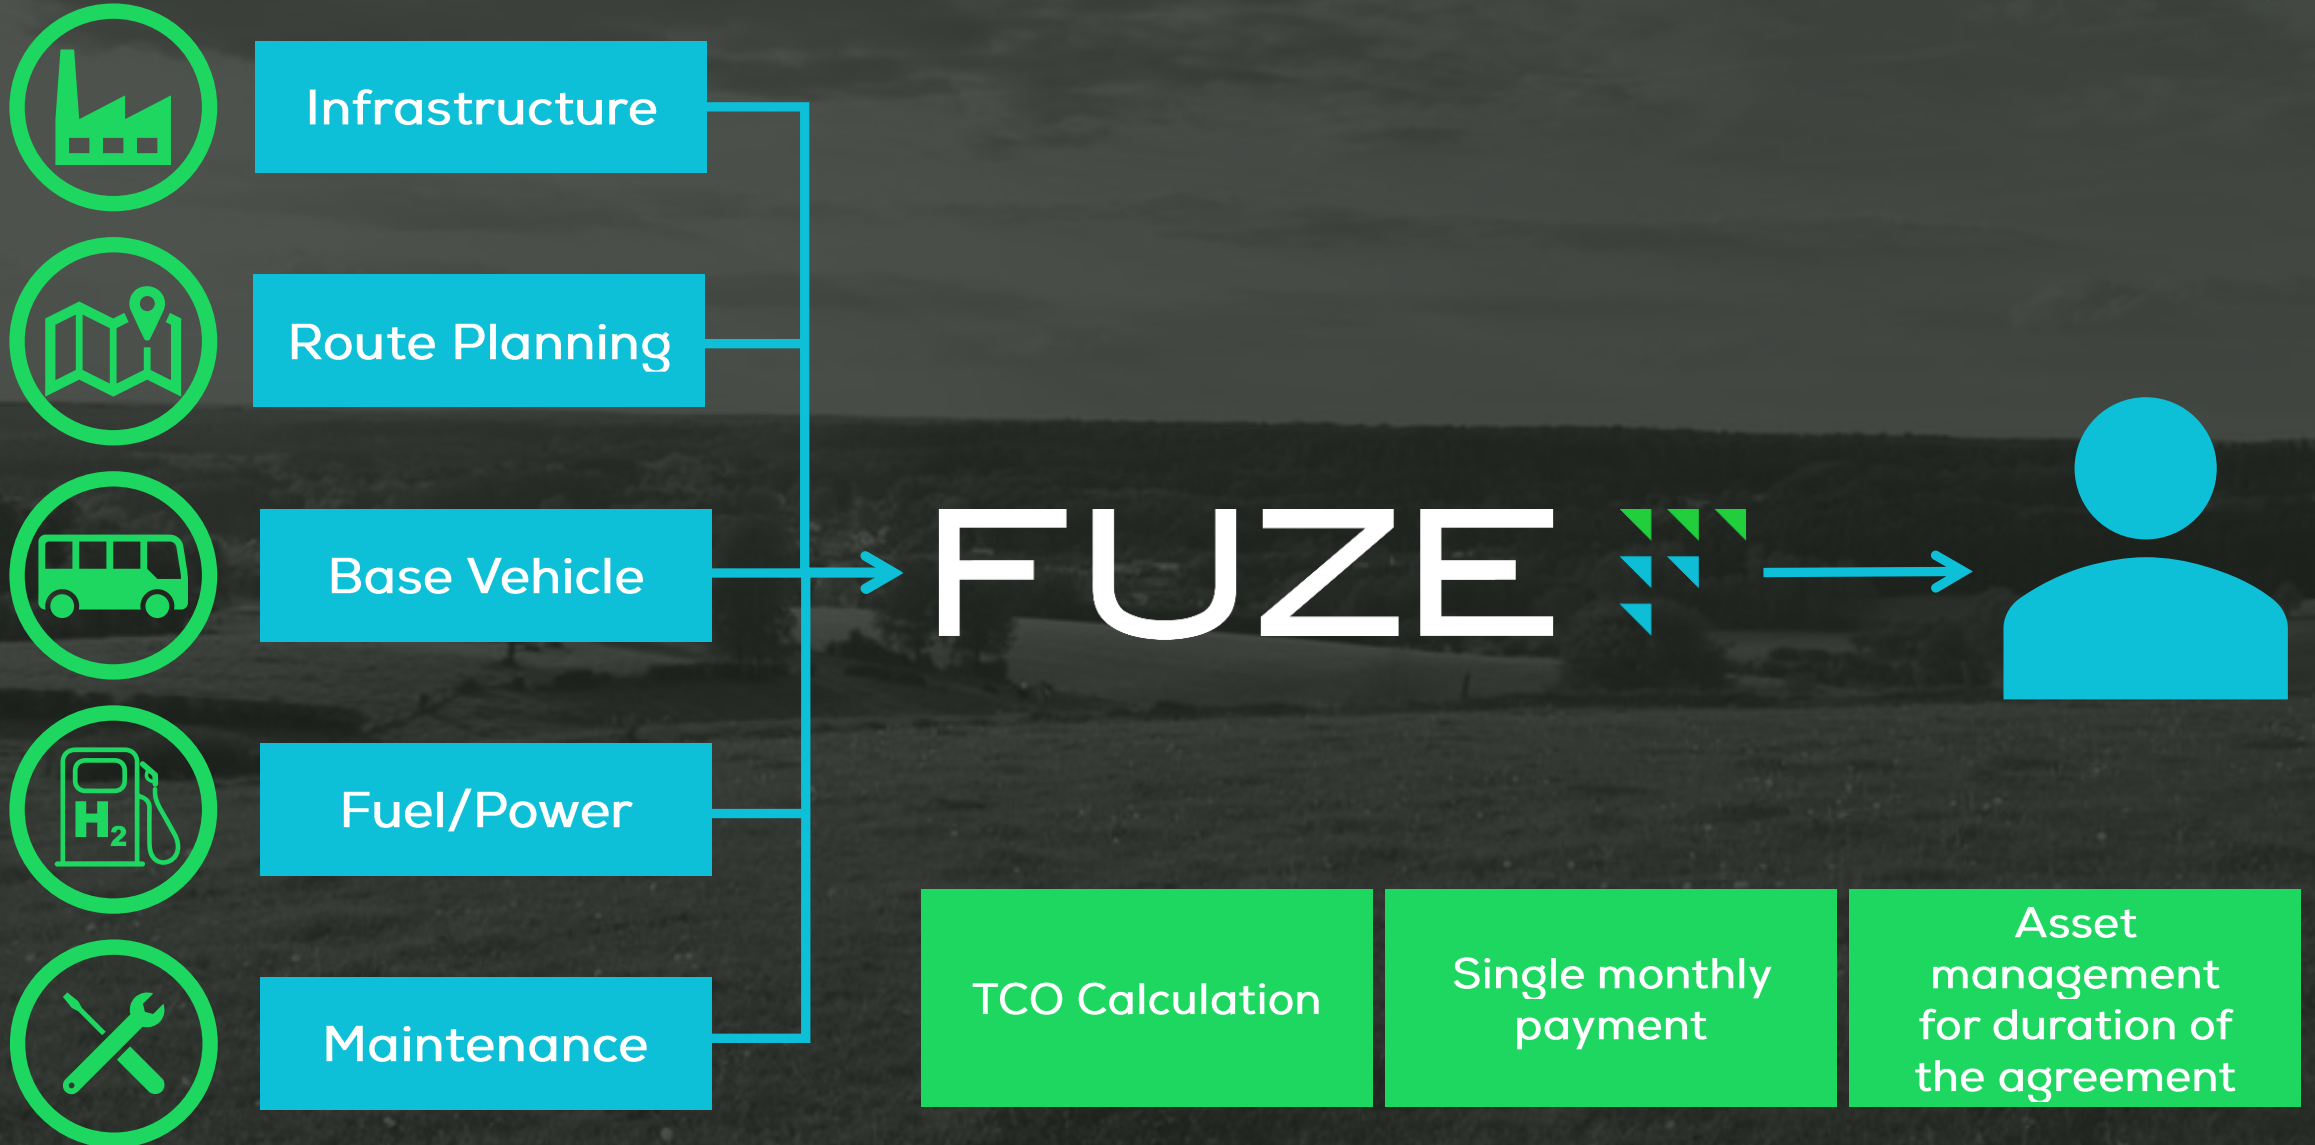 Infrastructure
Route Planning
Base Vehicle
Fuel/Power
H₂
Maintenance
FUZE
TCO Calculation
Single monthly
payment
Asset
management
for duration of
the agreement